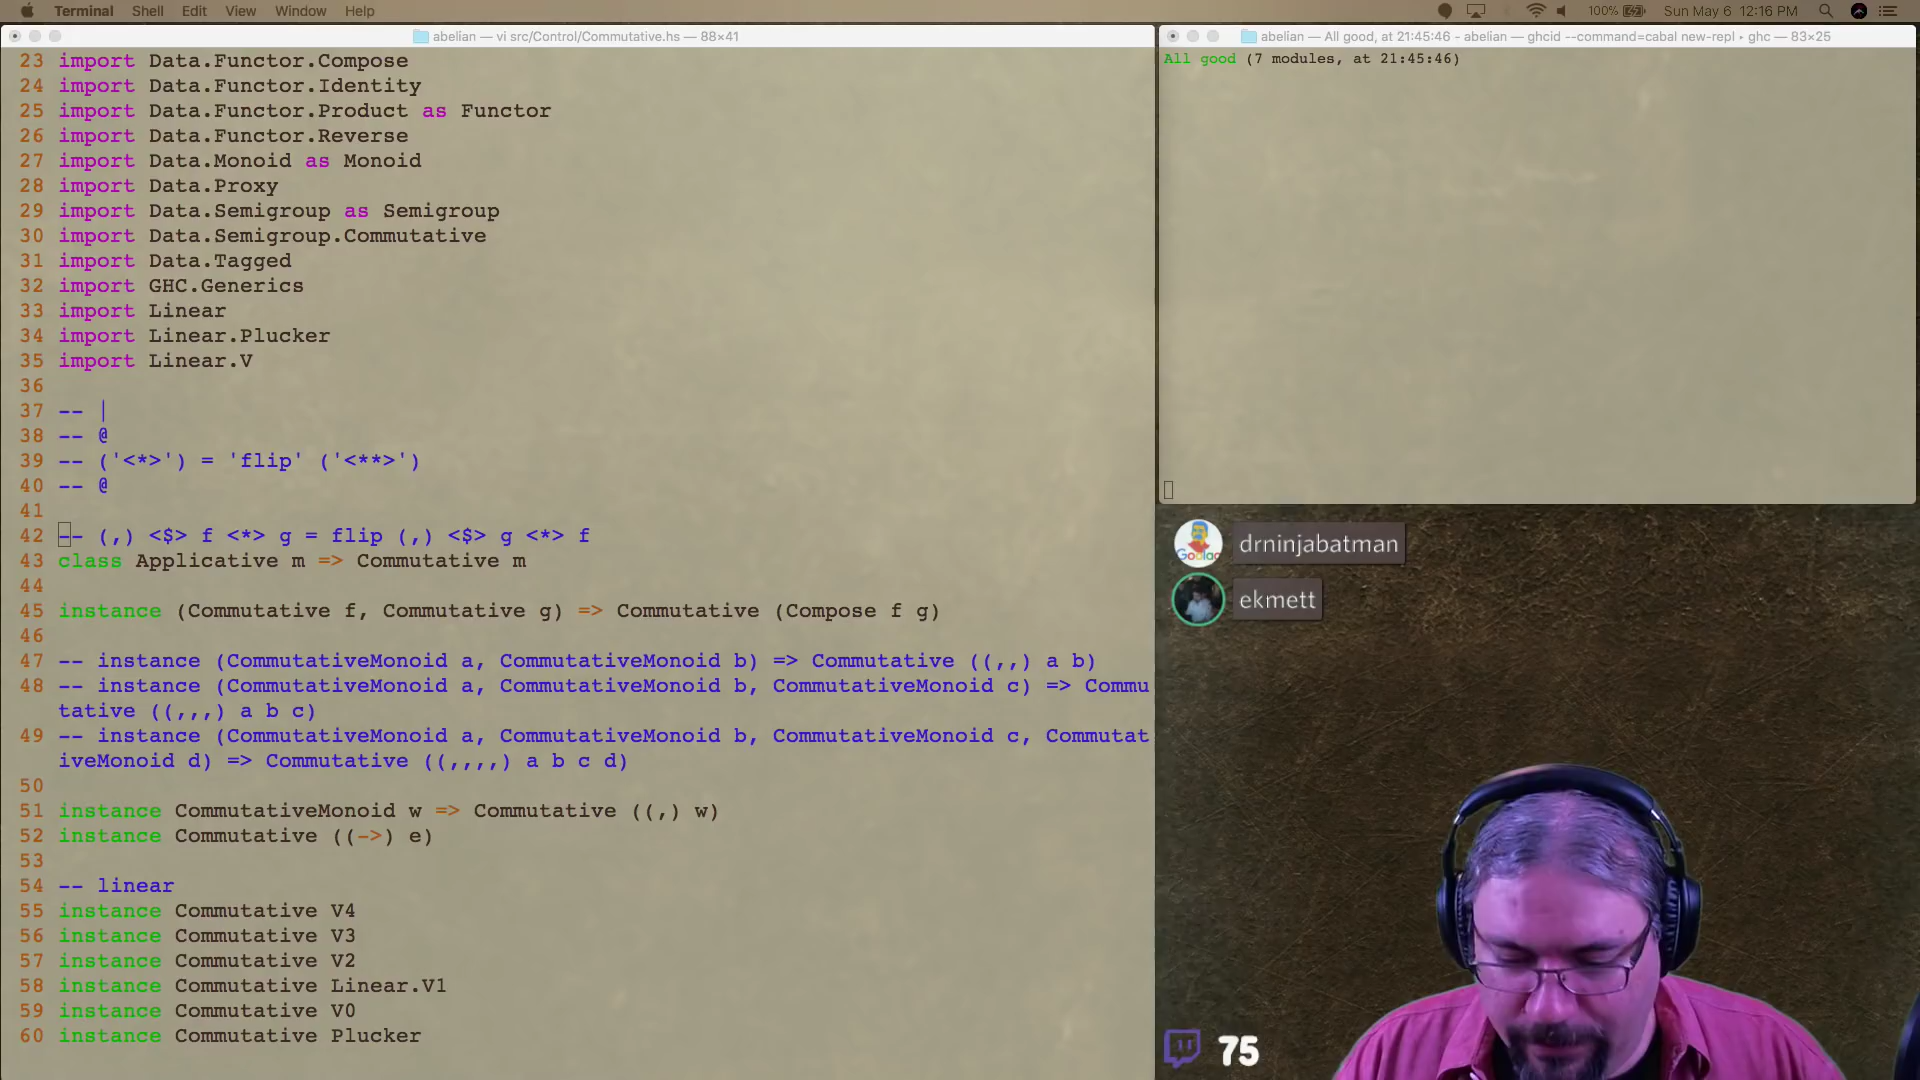 Terminal Shell Edit View Window Help
100% Sun May 6 12:16 PM
abelian — vi src/Control/Commutative.hs — 88×41
23 import Data.Functor.Compose
24 import Data.Functor.Identity
25 import Data.Functor.Product as Functor
26 import Data.Functor.Reverse
27 import Data.Monoid as Monoid
28 import Data.Proxy
29 import Data.Semigroup as Semigroup
30 import Data.Semigroup.Commutative
31 import Data.Tagged
32 import GHC.Generics
33 import Linear
34 import Linear.Plucker
35 import Linear.V
36
37 -- |
38 -- @
39 -- ('<*>') = 'flip' ('<**>')
40 -- @
41
42 -- (,) <$> f <*> g = flip (,) <$> g <*> f
43 class Applicative m => Commutative m
44
45 instance (Commutative f, Commutative g) => Commutative (Compose f g)
46
47 -- instance (CommutativeMonoid a, CommutativeMonoid b) => Commutative ((,,) a b)
48 -- instance (CommutativeMonoid a, CommutativeMonoid b, CommutativeMonoid c) => Commu
tative ((,,,) a b c)
49 -- instance (CommutativeMonoid a, CommutativeMonoid b, CommutativeMonoid c, Commutat
iveMonoid d) => Commutative ((,,,,) a b c d)
50
51 instance CommutativeMonoid w => Commutative ((,) w)
52 instance Commutative ((->) e)
53
54 -- linear
55 instance Commutative V4
56 instance Commutative V3
57 instance Commutative V2
58 instance Commutative Linear.V1
59 instance Commutative V0
60 instance Commutative Plucker
abelian — All good, at 21:45:46 - abelian — ghcid --command=cabal new-repl • ghc — 83×25
All good (7 modules, at 21:45:46)
drninjabatman
ekmett
75